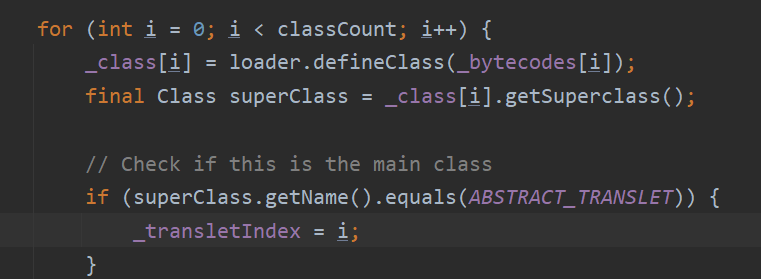 for (int i = 0; i < classCount; i++) {
_class[i] = loader.defineClass(_bytecodes[i]);
final Class superClass = _class[i].getSuperclass();
// Check if this is the main class
if (superClass.getName().equals(ABSTRACT_TRANSLET)) {
_transletIndex = i;
}